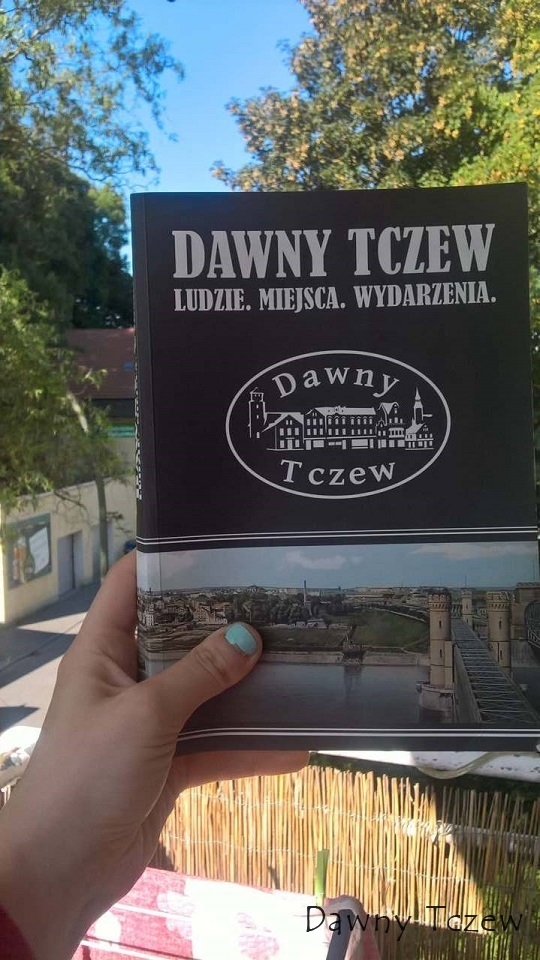 DAWNY TCZEW
LUDZIE. MIEJSCA. WYDARZENIA.
Dawny
Tczew
Dawny Tczew